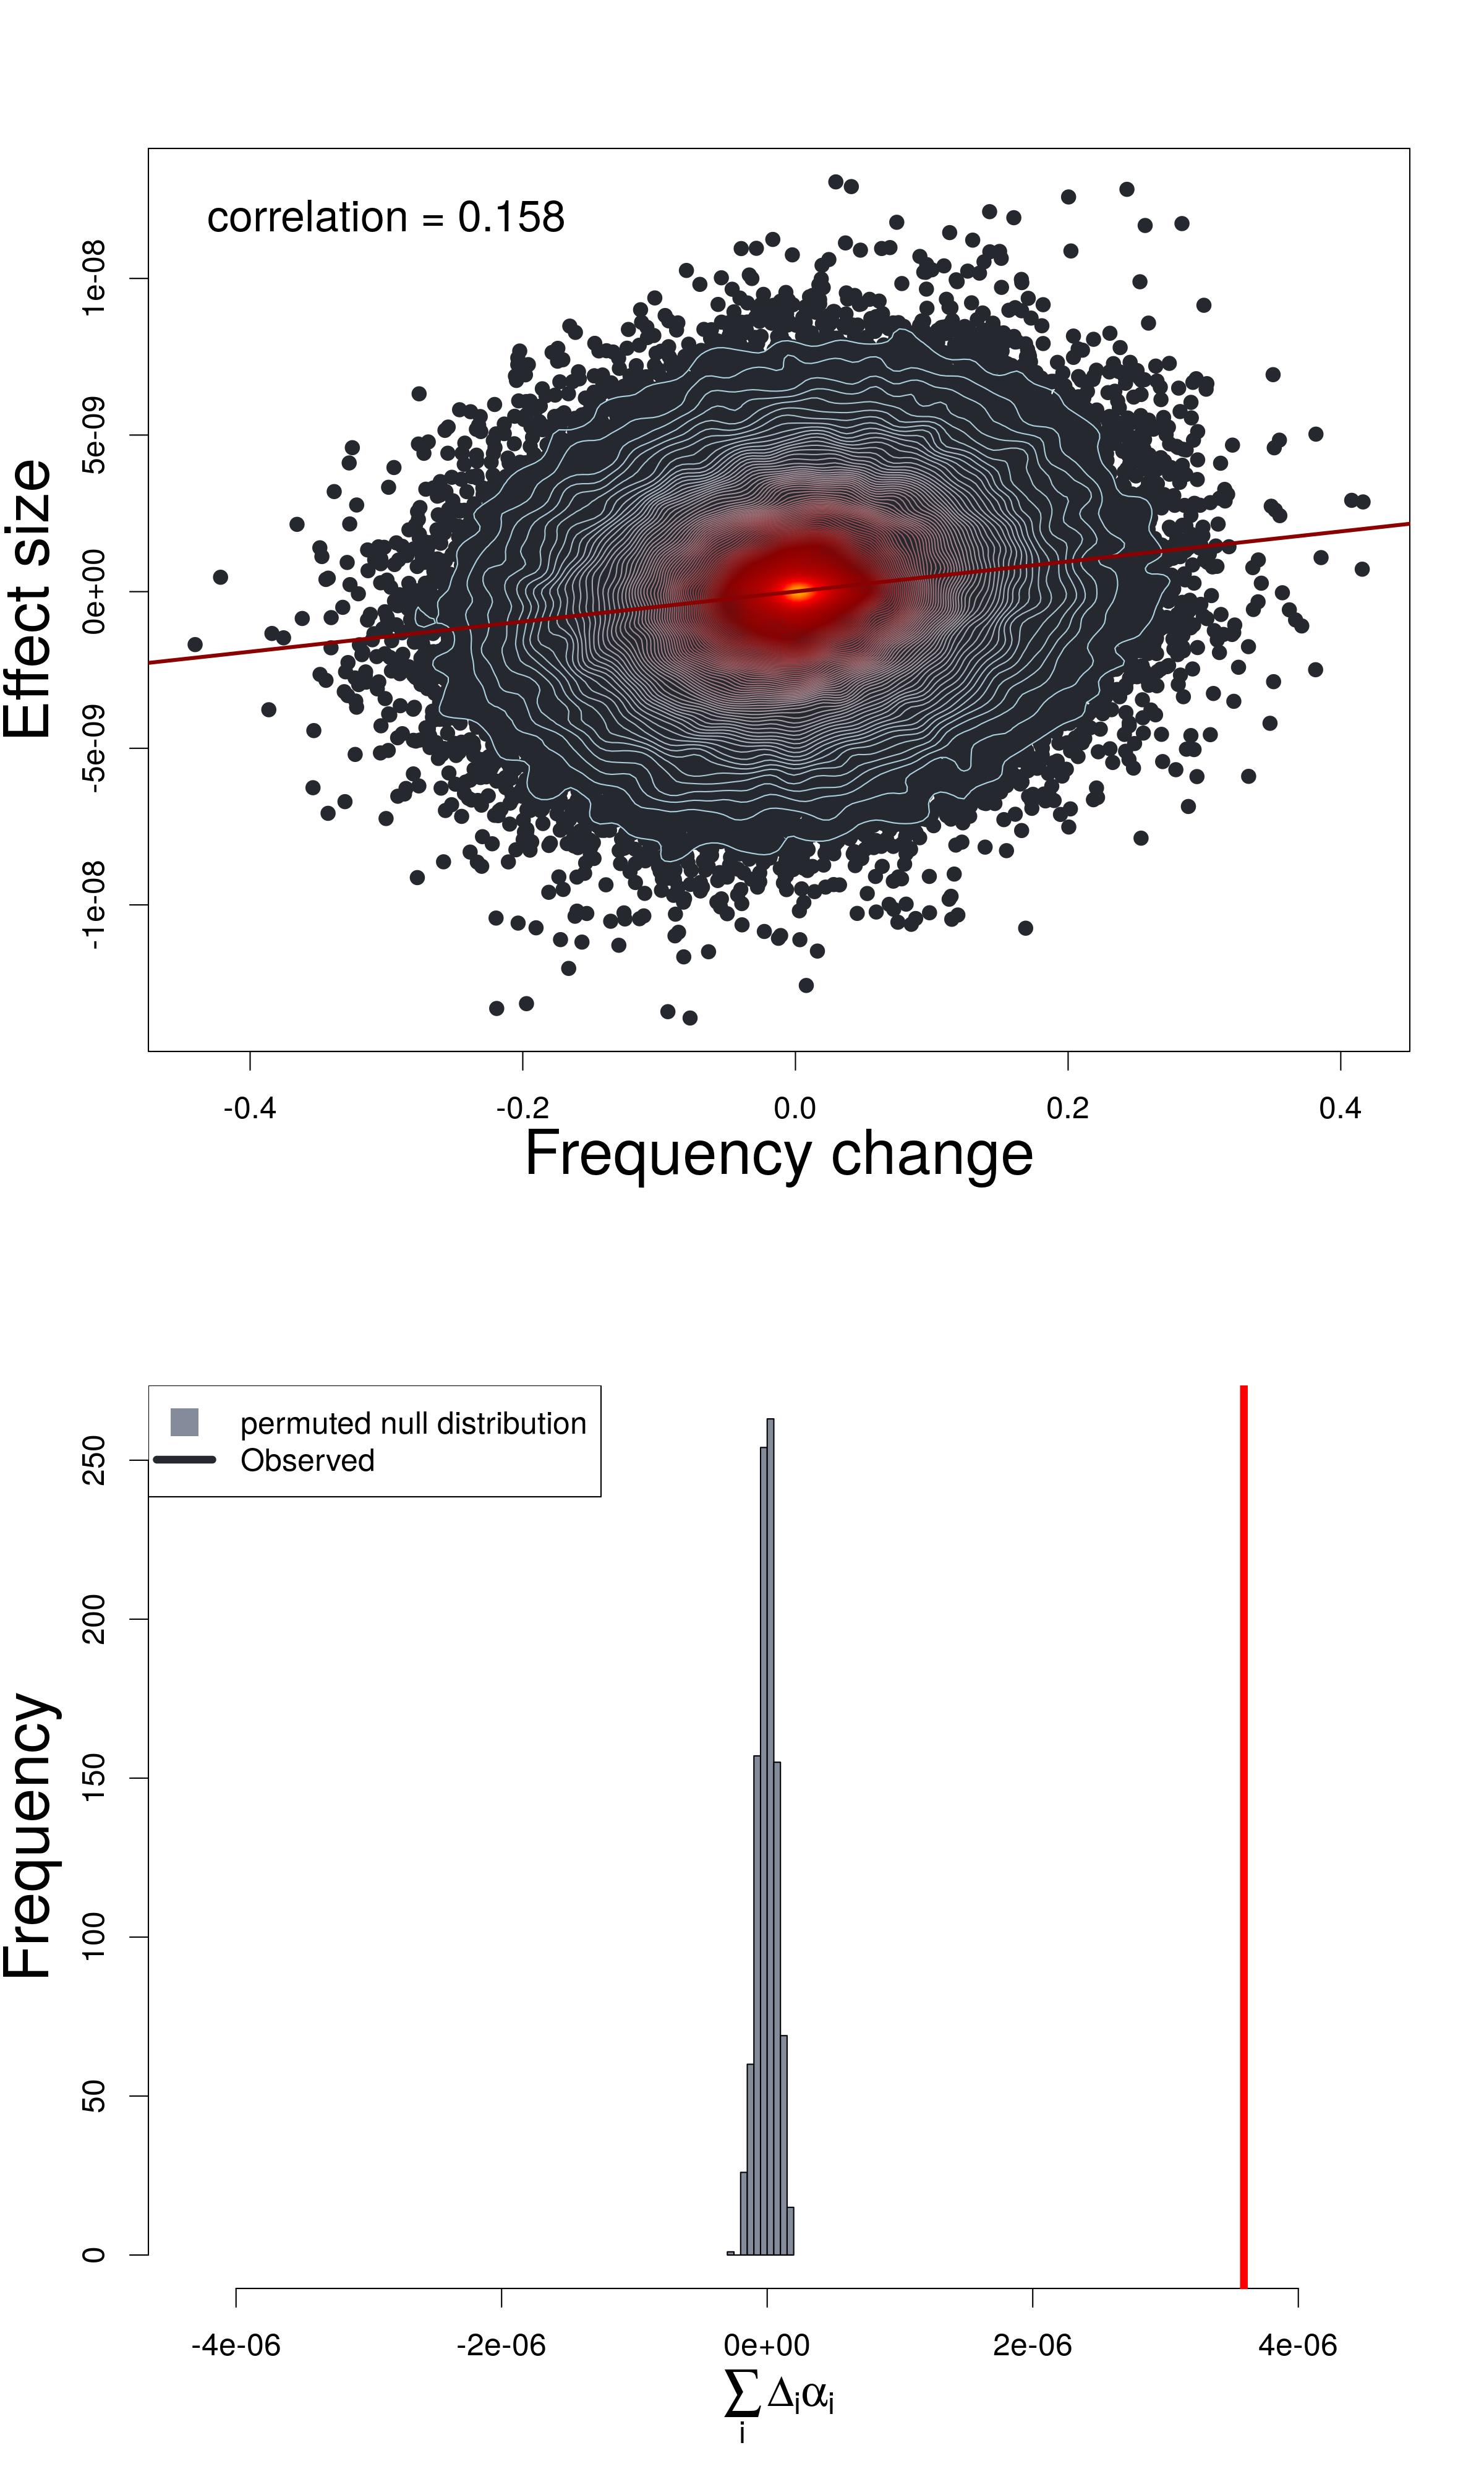 correlation = 0.158
1e-08
5e-09
0e+00
-5e-09
-1e-08
Effect size
-0.4 -0.2 0.0 0.2 0.4
Frequency change
permuted null distribution
Observed
250
200
150
100
50
0
Frequency
-4e-06 -2e-06 0e+00 2e-06 4e-06
∑ Δiαi
i